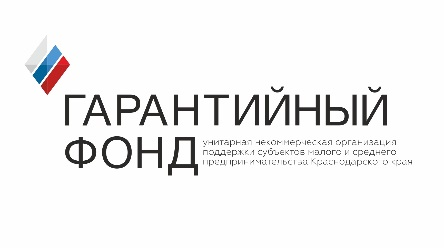 ГАРАНТИЙНЫЙ
ФОНД
унитарная некоммерческая организация
поддержки субъектов малого и среднего
предпринимательства Краснодарского края